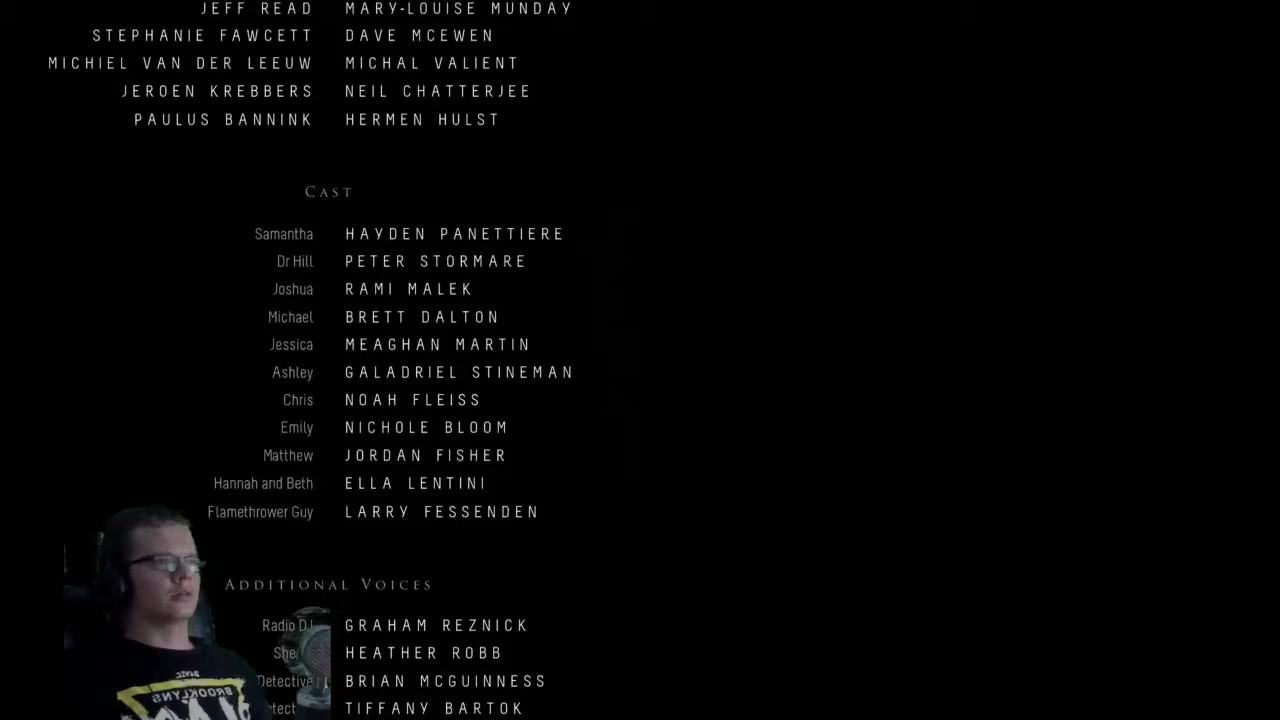 JEFF READ MARY-LOUISE MUNDAY
STEPHANIE FAWCETT DAVE MCEWEN
MICHIEL VAN DER LEEUW MICHAL VALIENT
JEROEN KREBBERS NEIL CHATTERJEE
PAULUS BANNINK HERMEN HULST
CAST
Samantha HAYDEN PANETTIERE
Dr Hill PETER STORMARE
Joshua RAMI MALEK
Michael BRETT DALTON
Jessica MEAGHAN MARTIN
Ashley GALADRIEL STINEMAN
Chris NOAH FLEISS
Emily NICHOLE BLOOM
Matthew JORDAN FISHER
Hannah and Beth ELLA LENTINI
Flamethrower Guy LARRY FESSENDEN
ADDITIONAL VOICES
Radio DJ GRAHAM REZNICK
HEATHER ROBB
Detective BRIAN MCGUINNESS
TIFFANY BARTOK
BROOKLYNS